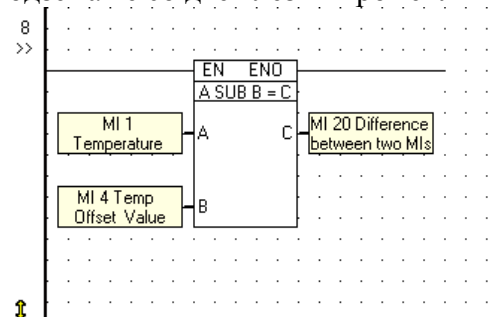 8
>>
EN ENO
A SUB B = C
MI 1
Temperature
A
C
MI 20 Difference
between two MIs
MI 4 Temp
Offset Value
B